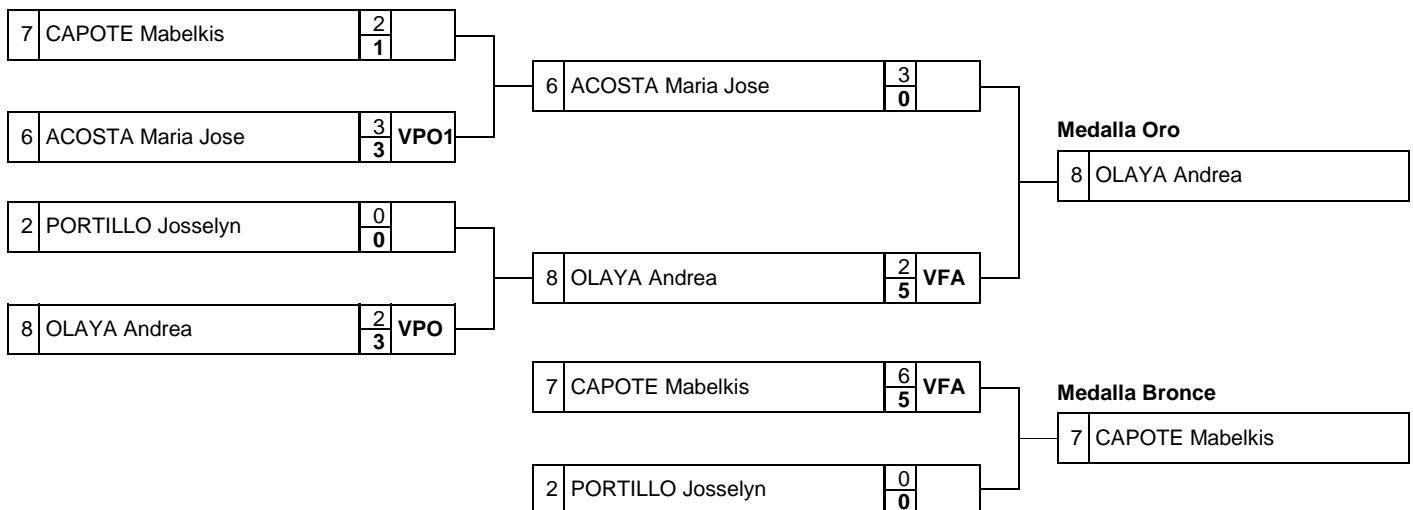 7 CAPOTE Mabelkis 2
1
6 ACOSTA Maria Jose 3 VPO1
3
2 PORTILLO Josselyn 0
0
8 OLAYA Andrea 2 VPO
3
6 ACOSTA Maria Jose 3
0
8 OLAYA Andrea 2 VFA
5
Medalla Oro
8 OLAYA Andrea
7 CAPOTE Mabelkis 6 VFA
5
2 PORTILLO Josselyn 0
0
Medalla Bronce
7 CAPOTE Mabelkis